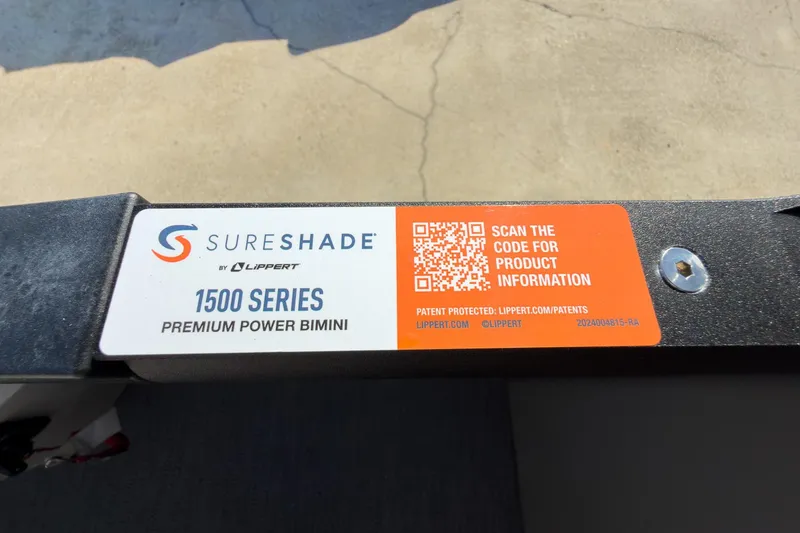 SURESHADE
BY LIPPERT
1500 SERIES
PREMIUM POWER BIMINI
SCAN THE
CODE FOR
PRODUCT
INFORMATION
PATENT PROTECTED: LIPPERT.COM/PATENTS
LIPPERT.COM ©LIPPERT 2024004815-RA